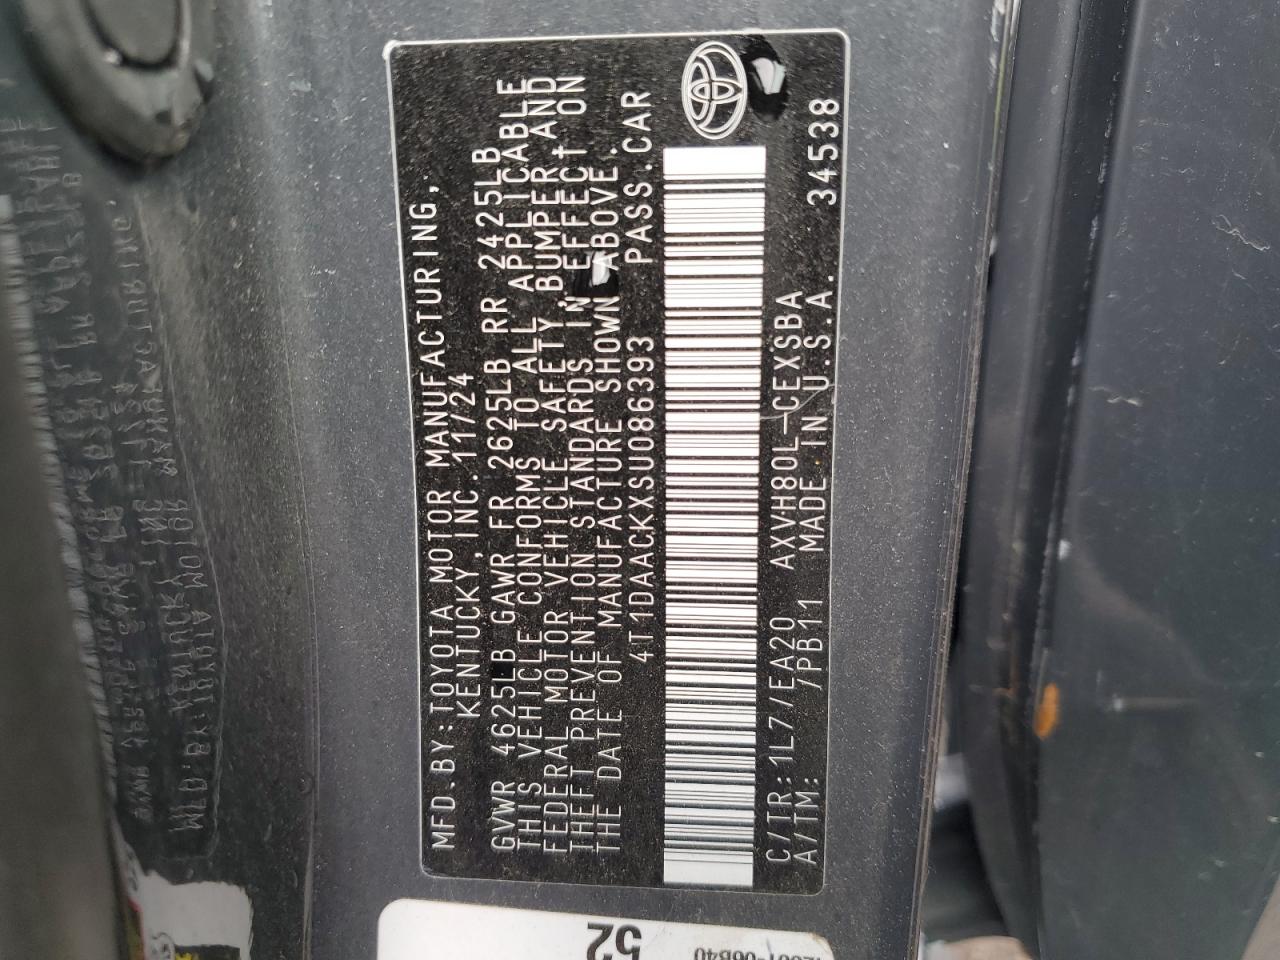 MFD.BY:TOYOTA MOTOR MANUFACTURING,
KENTUCKY,INC.11/24
GVWR 4625LB GAWR FR 2625LB RR 2425LB
THIS VEHICLE CONFORMS TO ALL APPLICABLE
FEDERAL MOTOR VEHICLE SAFETY,BUMPER,AND
THEFT PREVENTION STANDARDS IN EFFECT ON
THE DATE OF MANUFACTURE SHOWN ABOVE.
4T1DAACKXSU086393 PASS.CAR
C/TR:1L7/EA20 AXVH80L-CEXSBA
A/TM: /PB11 MADE IN U.S.A. 34538
52